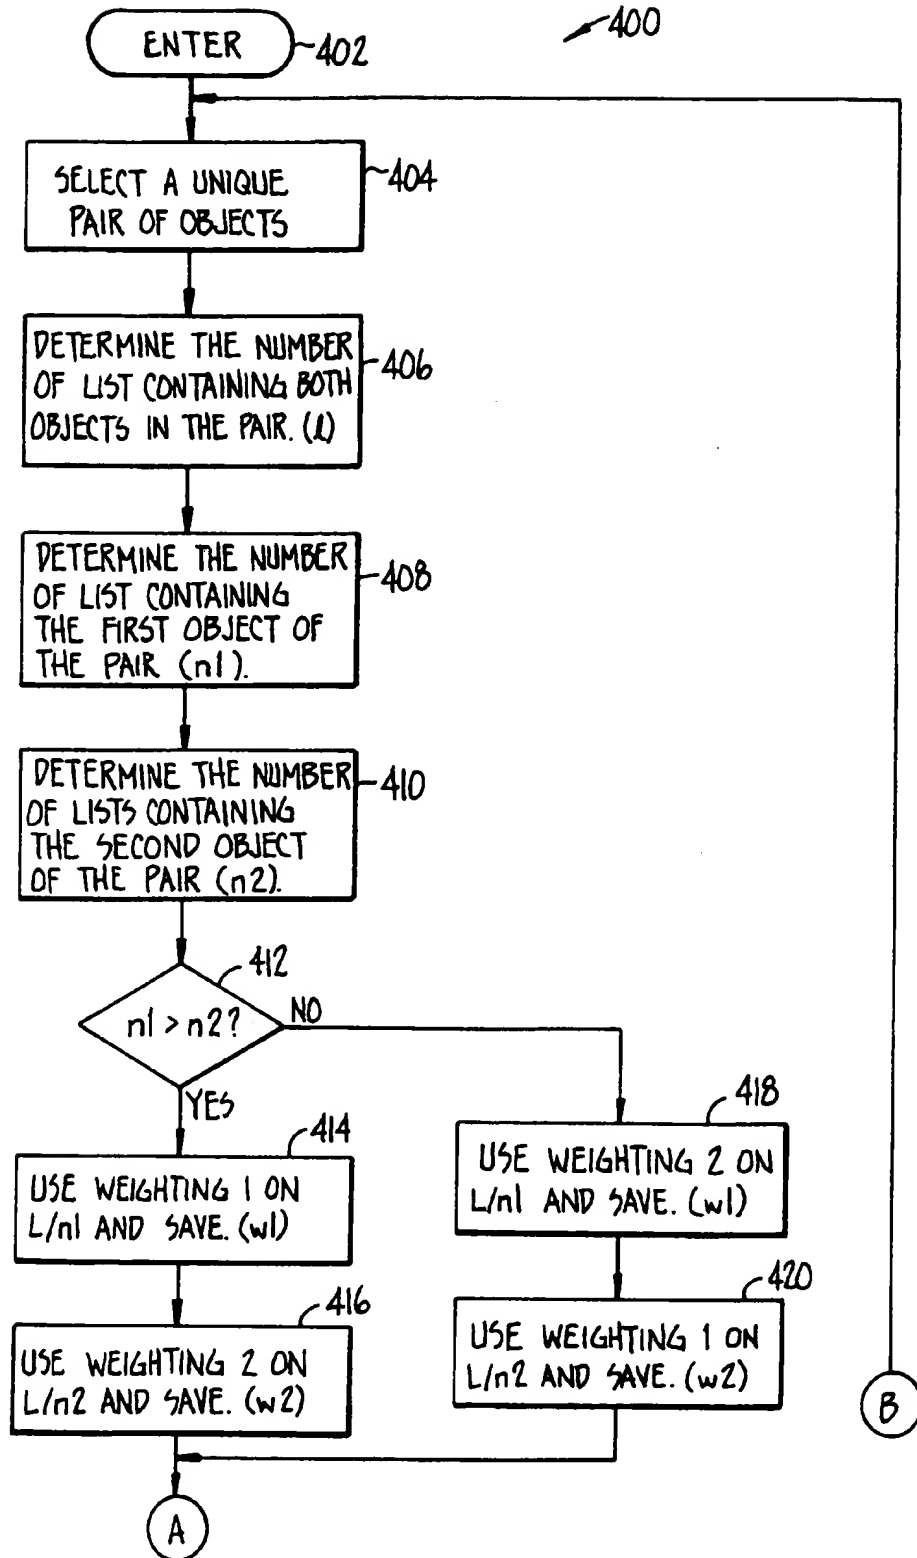 400
ENTER
402
SELECT A UNIQUE
PAIR OF OBJECTS
404
DETERMINE THE NUMBER
OF LIST CONTAINING BOTH
OBJECTS IN THE PAIR. (l)
406
DETERMINE THE NUMBER
OF LIST CONTAINING
THE FIRST OBJECT OF
THE PAIR (n1).
408
DETERMINE THE NUMBER
OF LISTS CONTAINING
THE SECOND OBJECT
OF THE PAIR (n2).
410
412
n1 > n2?
NO
YES
414
USE WEIGHTING 1 ON
L/n1 AND SAVE. (w1)
416
USE WEIGHTING 2 ON
L/n2 AND SAVE. (w2)
418
USE WEIGHTING 2 ON
L/n1 AND SAVE. (w1)
420
USE WEIGHTING 1 ON
L/n2 AND SAVE. (w2)
B
A